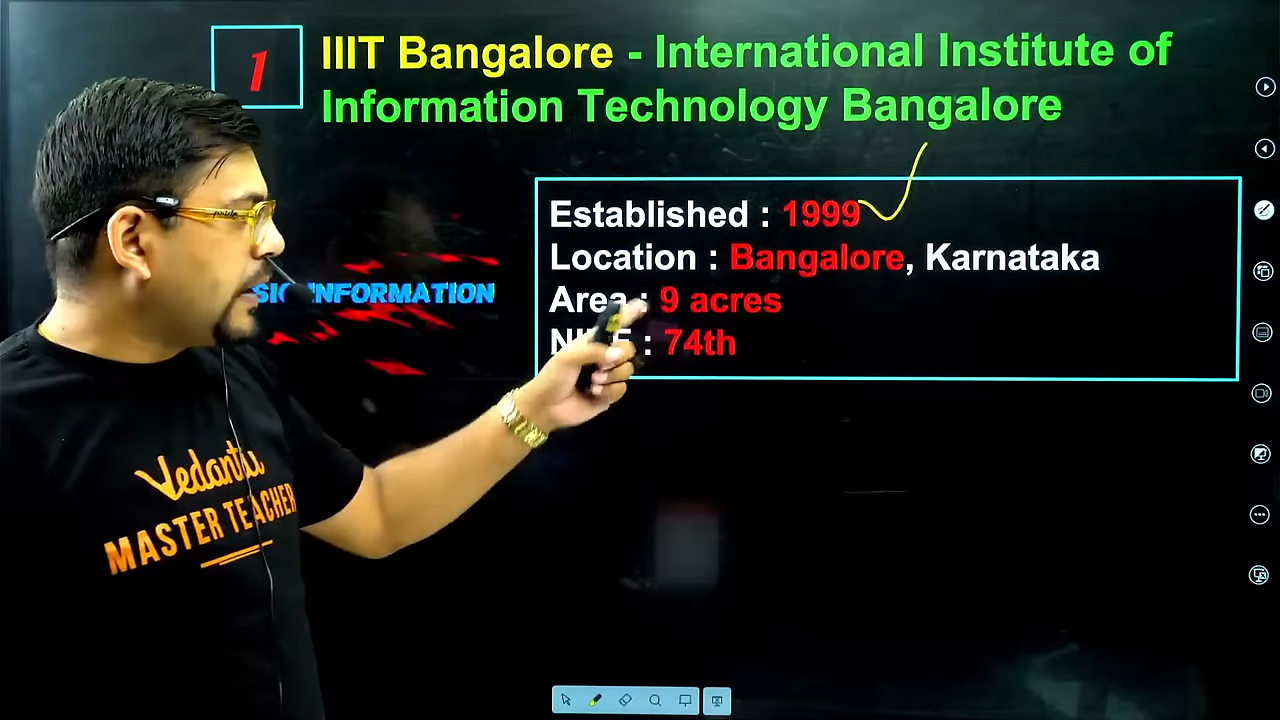 1
IIIT Bangalore - International Institute of
Information Technology Bangalore
Established : 1999
Location : Bangalore, Karnataka
INFORMATION
Area : 9 acres
: 74th
Vedantu
MASTER TEACHER